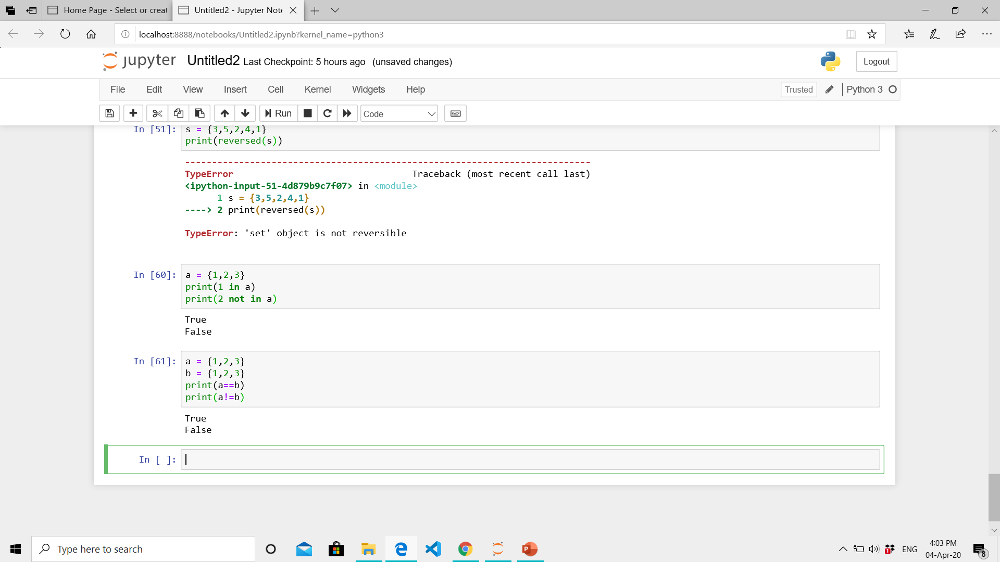 Home Page - Select or creat
Untitled2 - Jupyter Note
localhost:8888/notebooks/Untitled2.ipynb?kernel_name=python3
jupyter Untitled2 Last Checkpoint: 5 hours ago (unsaved changes)
Logout
File Edit View Insert Cell Kernel Widgets Help
Trusted Python 3
Run Code
In [51]: s = {3,5,2,4,1}
print(reversed(s))
---------------------------------------------------------------------------
TypeError Traceback (most recent call last)
<ipython-input-51-4d879b9c7f07> in <module>
1 s = {3,5,2,4,1}
----> 2 print(reversed(s))
TypeError: 'set' object is not reversible
In [60]: a = {1,2,3}
print(1 in a)
print(2 not in a)
True
False
In [61]: a = {1,2,3}
b = {1,2,3}
print(a==b)
print(a!=b)
True
False
In [ ]:
Type here to search
ENG
4:03 PM
04-Apr-20
8
1
P